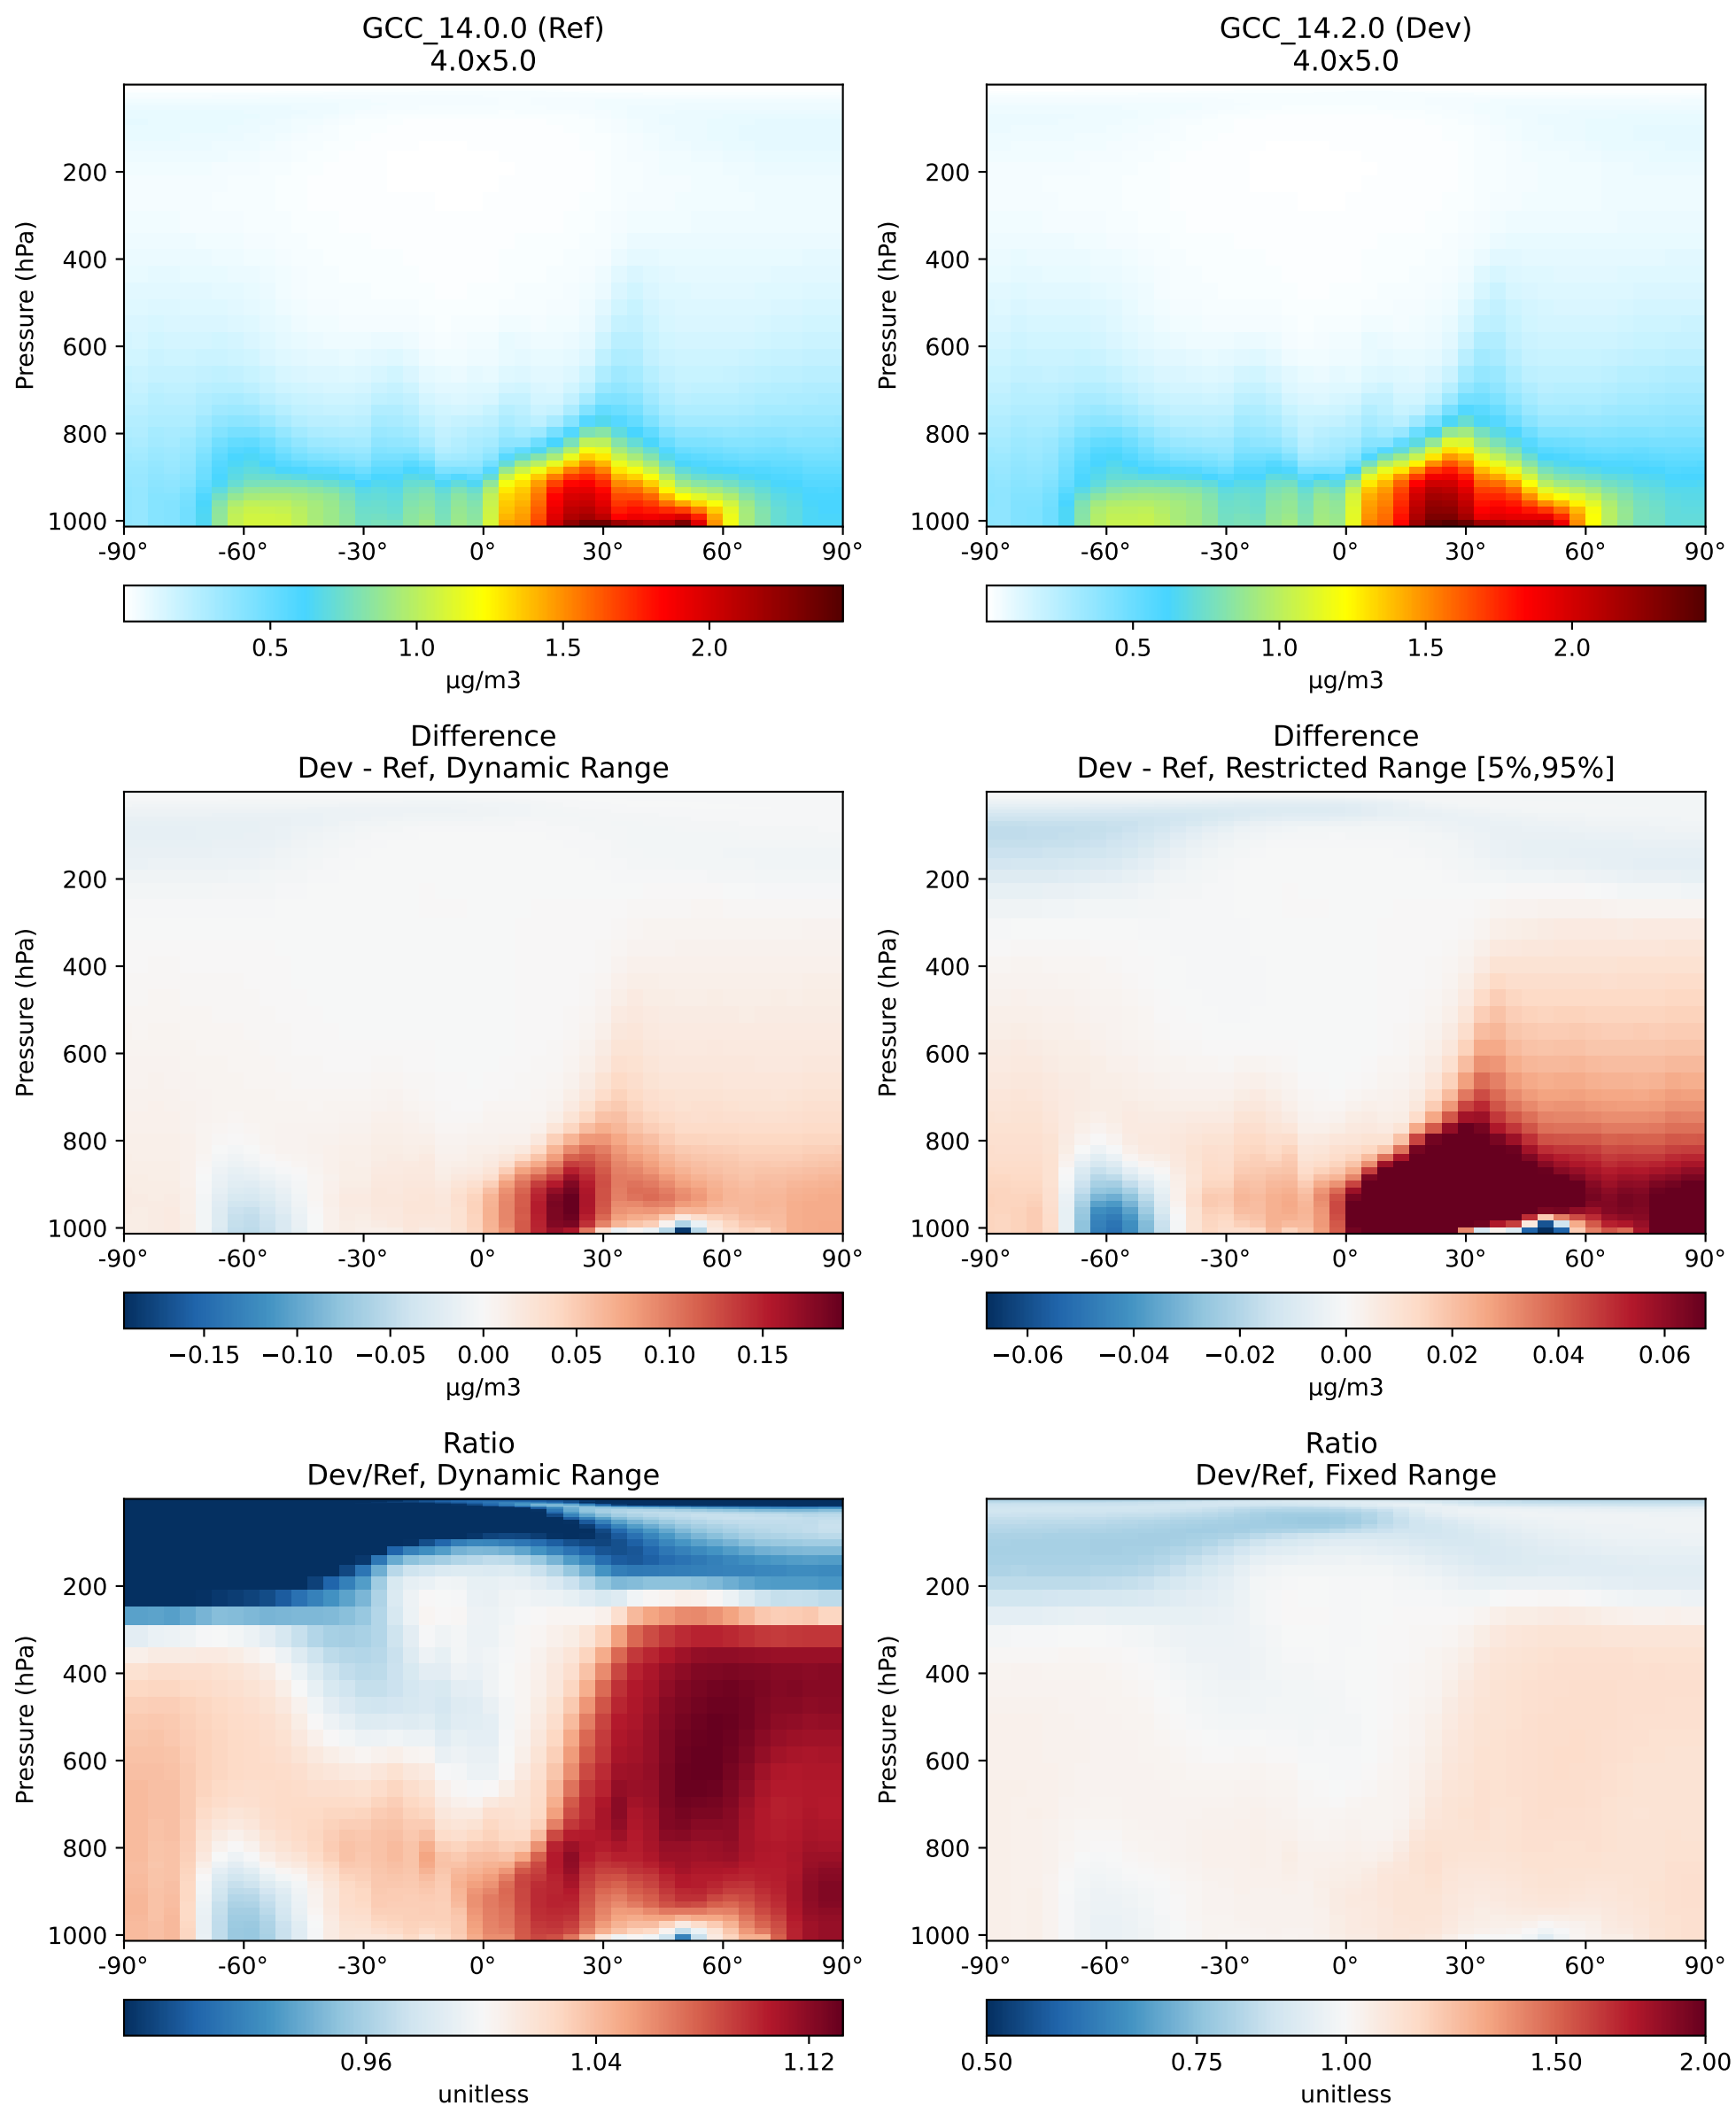 GCC_14.0.0 (Ref)
4.0x5.0
Pressure (hPa)
200
400
600
800
1000
-90° -60° -30° 0° 30° 60° 90°
0.5 1.0 1.5 2.0
µg/m3
GCC_14.2.0 (Dev)
4.0x5.0
Pressure (hPa)
200
400
600
800
1000
-90° -60° -30° 0° 30° 60° 90°
0.5 1.0 1.5 2.0
µg/m3
Difference
Dev - Ref, Dynamic Range
Pressure (hPa)
200
400
600
800
1000
-90° -60° -30° 0° 30° 60° 90°
−0.15 −0.10 −0.05 0.00 0.05 0.10 0.15
µg/m3
Difference
Dev - Ref, Restricted Range [5%,95%]
Pressure (hPa)
200
400
600
800
1000
-90° -60° -30° 0° 30° 60° 90°
−0.06 −0.04 −0.02 0.00 0.02 0.04 0.06
µg/m3
Ratio
Dev/Ref, Dynamic Range
Pressure (hPa)
200
400
600
800
1000
-90° -60° -30° 0° 30° 60° 90°
0.96 1.04 1.12
unitless
Ratio
Dev/Ref, Fixed Range
Pressure (hPa)
200
400
600
800
1000
-90° -60° -30° 0° 30° 60° 90°
0.50 0.75 1.00 1.50 2.00
unitless